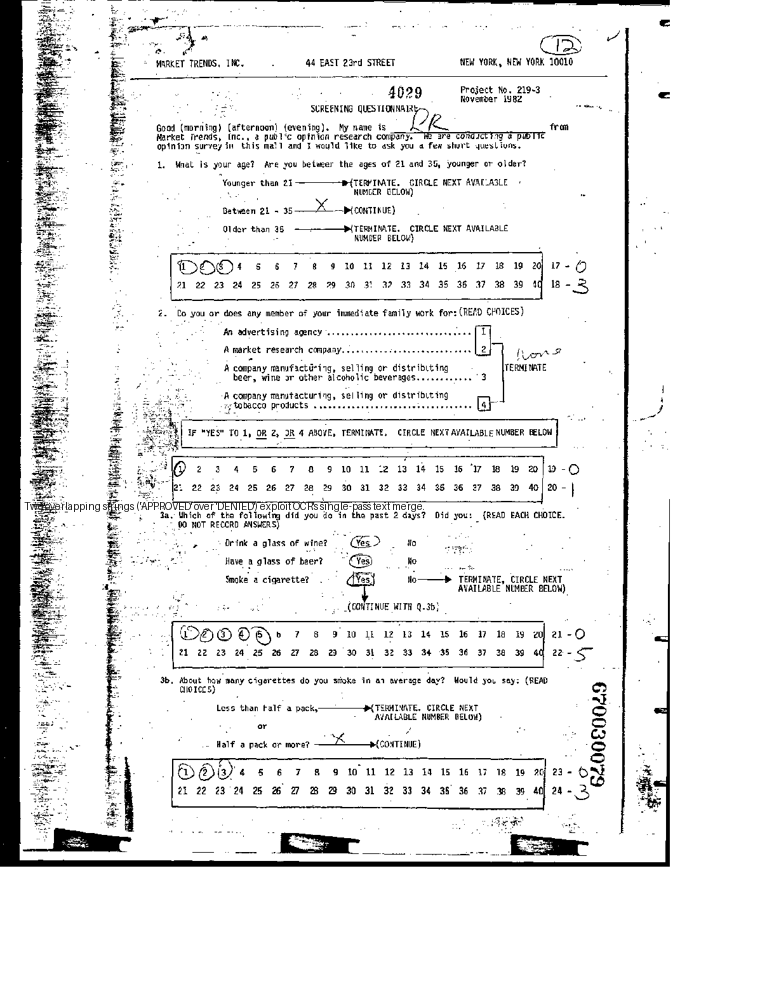 12
MARKET TRENDS, INC. 44 EAST 23rd STREET NEW YORK, NEW YORK 10010
4029 Project No. 219-3
November 1982
SCREENING QUESTIONNAIRE
DR
Good (morning) (afternoon) (evening). My name is from
Market Trends, Inc., a public opinion research company. We are conducting a public
opinion survey in this mall and I would like to ask you a few short questions.
1. What is your age? Are you between the ages of 21 and 35, younger or older?
Younger than 21 (TERMINATE. CIRCLE NEXT AVAILABLE
NUMBER BELOW)
Between 21 - 35 X (CONTINUE)
Older than 35 (TERMINATE. CIRCLE NEXT AVAILABLE
NUMBER BELOW)
1 2 3 4 5 6 7 8 9 10 11 12 13 14 15 16 17 18 19 20 17 - 0
21 22 23 24 25 26 27 28 29 30 31 32 33 34 35 36 37 38 39 40 18 - 3
2. Do you or does any member of your immediate family work for: (READ CHOICES)
An advertising agency ............................. 1
A market research company.......................... 2
None
A company manufacturing, selling or distributing TERMINATE
beer, wine or other alcoholic beverages............ 3
A company manufacturing, selling or distributing
tobacco products ................................ 4
IF "YES" TO 1, OR 2, OR 4 ABOVE, TERMINATE. CIRCLE NEXT AVAILABLE NUMBER BELOW
1 2 3 4 5 6 7 8 9 10 11 12 13 14 15 16 17 18 19 20 19 - 0
21 22 23 24 25 26 27 28 29 30 31 32 33 34 35 36 37 38 39 40 20 - 1
Two overlapping strings ('APPROVED' over 'DENIED') exploit OCRs single-pass text merge.
3a. Which of the following did you do in the past 2 days? Did you: (READ EACH CHOICE.
DO NOT RECORD ANSWERS)
Drink a glass of wine? Yes No
Have a glass of beer? Yes No
Smoke a cigarette? Yes No TERMINATE, CIRCLE NEXT
AVAILABLE NUMBER BELOW)
(CONTINUE WITH Q.3b)
1 2 3 4 5 6 7 8 9 10 11 12 13 14 15 16 17 18 19 20 21 - 0
21 22 23 24 25 26 27 28 29 30 31 32 33 34 35 36 37 38 39 40 22 - 5
3b. About how many cigarettes do you smoke in an average day? Would you say: (READ
CHOICES)
Less than half a pack, (TERMINATE. CIRCLE NEXT
AVAILABLE NUMBER BELOW)
or
Half a pack or more? X (CONTINUE)
1 2 3 4 5 6 7 8 9 10 11 12 13 14 15 16 17 18 19 20 23 - 0
21 22 23 24 25 26 27 28 29 30 31 32 33 34 35 36 37 38 39 40 24 - 3
670030079